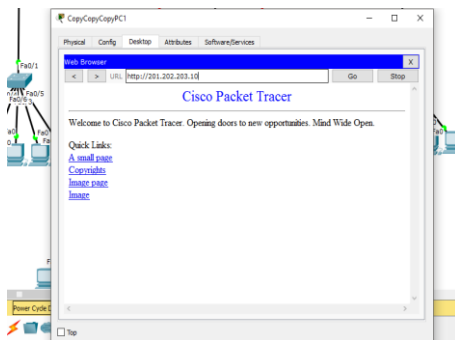 CopyCopyCopyPC1
Physical Config Desktop Attributes Software/Services
Web Browser X
< > URL http://201.202.203.10 Go Stop
Cisco Packet Tracer
Welcome to Cisco Packet Tracer. Opening doors to new opportunities. Mind Wide Open.
Quick Links:
A small page
Copyrights
Image page
Image
Top
Fa0/1
Fa0/5
Power Cycle D